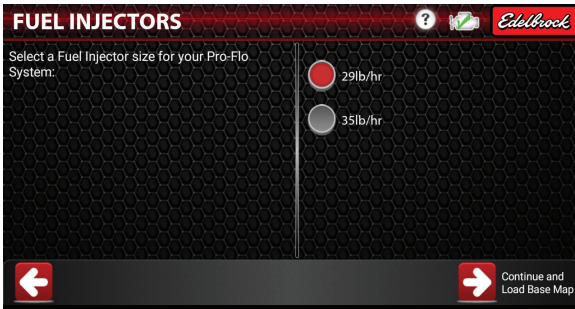 FUEL INJECTORS
?
Edelbrock
Select a Fuel Injector size for your Pro-Flo
System:
29lb/hr
35lb/hr
Continue and
Load Base Map